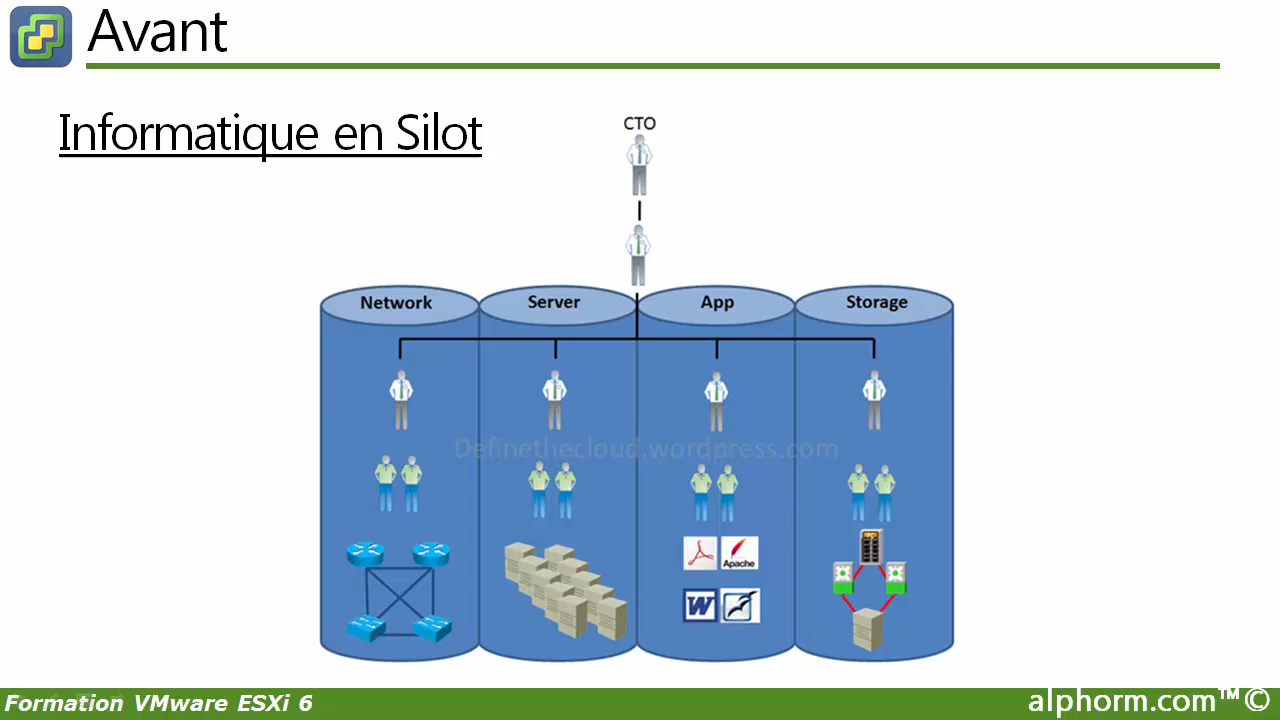 Avant
Informatique en Silot
CTO
Network Server App Storage
Definethecloud.wordpress.com
Apache
W
Formation VMware ESXi 6
alphorm.com™©